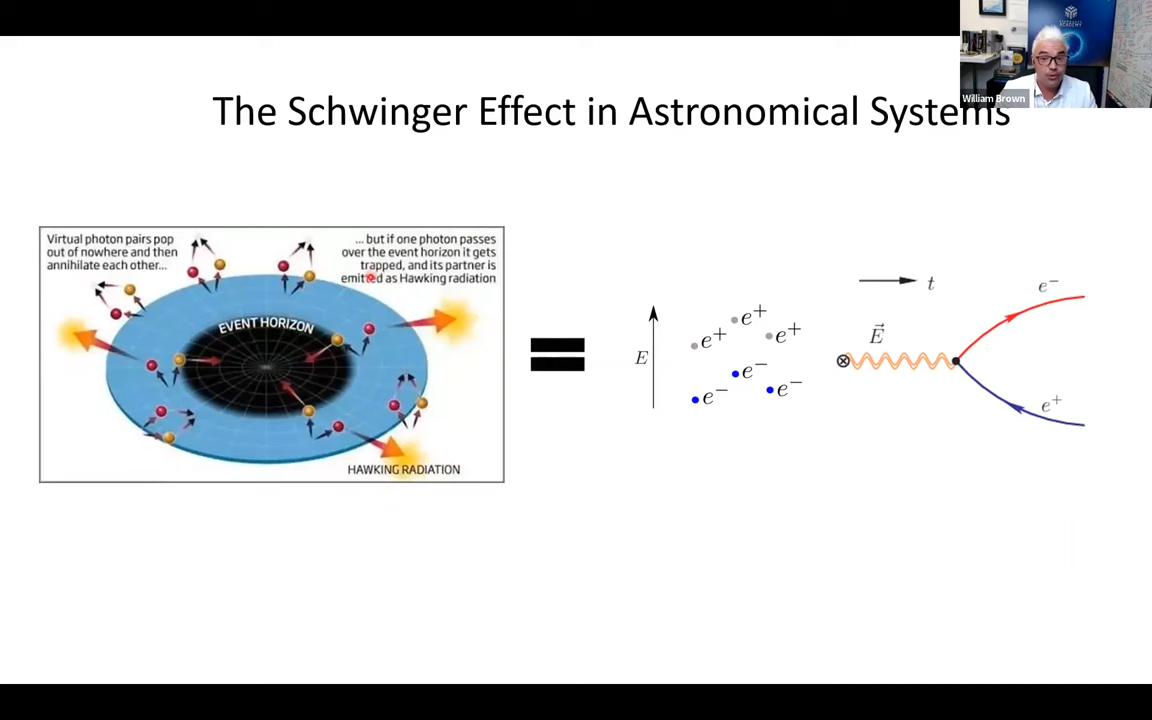 William Brown
The Schwinger Effect in Astronomical Systems
Virtual photon pairs pop
out of nowhere and then
annihilate each other...
... but if one photon passes
over the event horizon it gets
trapped, and its partner is
emitted as Hawking radiation
EVENT HORIZON
HAWKING RADIATION
=
E
e⁺
e⁺
e⁺
e⁻
e⁻
e⁻
t
E⃗
e⁻
e⁺